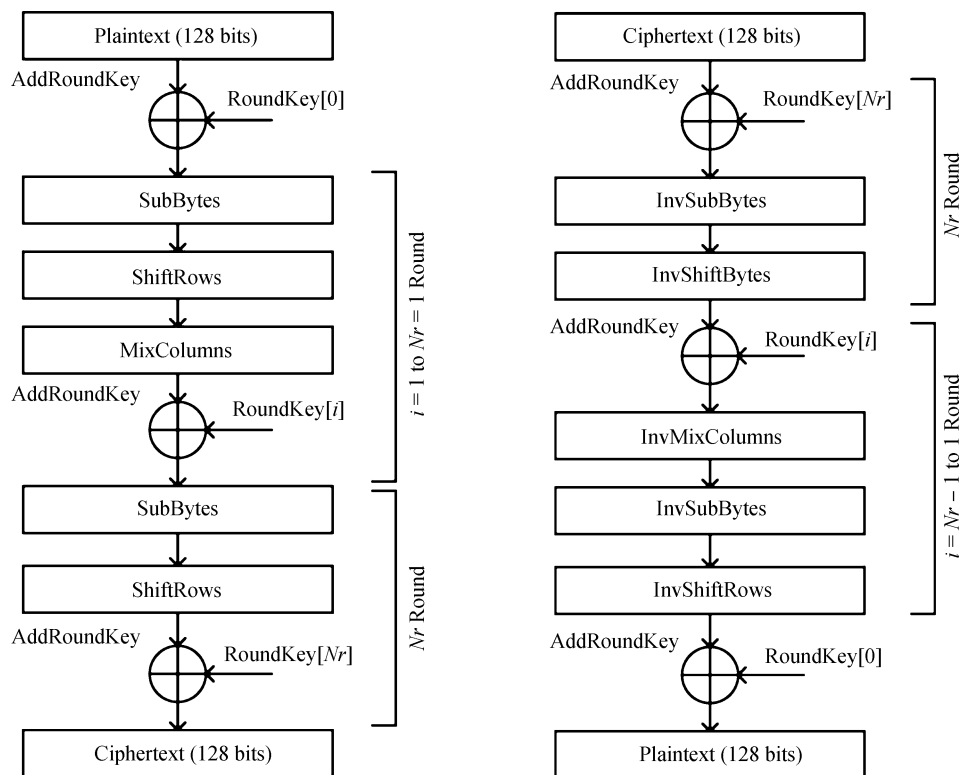 Plaintext (128 bits)
AddRoundKey
RoundKey[0]
SubBytes
ShiftRows
MixColumns
AddRoundKey
RoundKey[i]
i = 1 to Nr = 1 Round
SubBytes
ShiftRows
AddRoundKey
RoundKey[Nr]
Nr Round
Ciphertext (128 bits)
Ciphertext (128 bits)
AddRoundKey
RoundKey[Nr]
InvSubBytes
InvShiftBytes
Nr Round
AddRoundKey
RoundKey[i]
InvMixColumns
InvSubBytes
InvShiftRows
i = Nr − 1 to 1 Round
AddRoundKey
RoundKey[0]
Plaintext (128 bits)